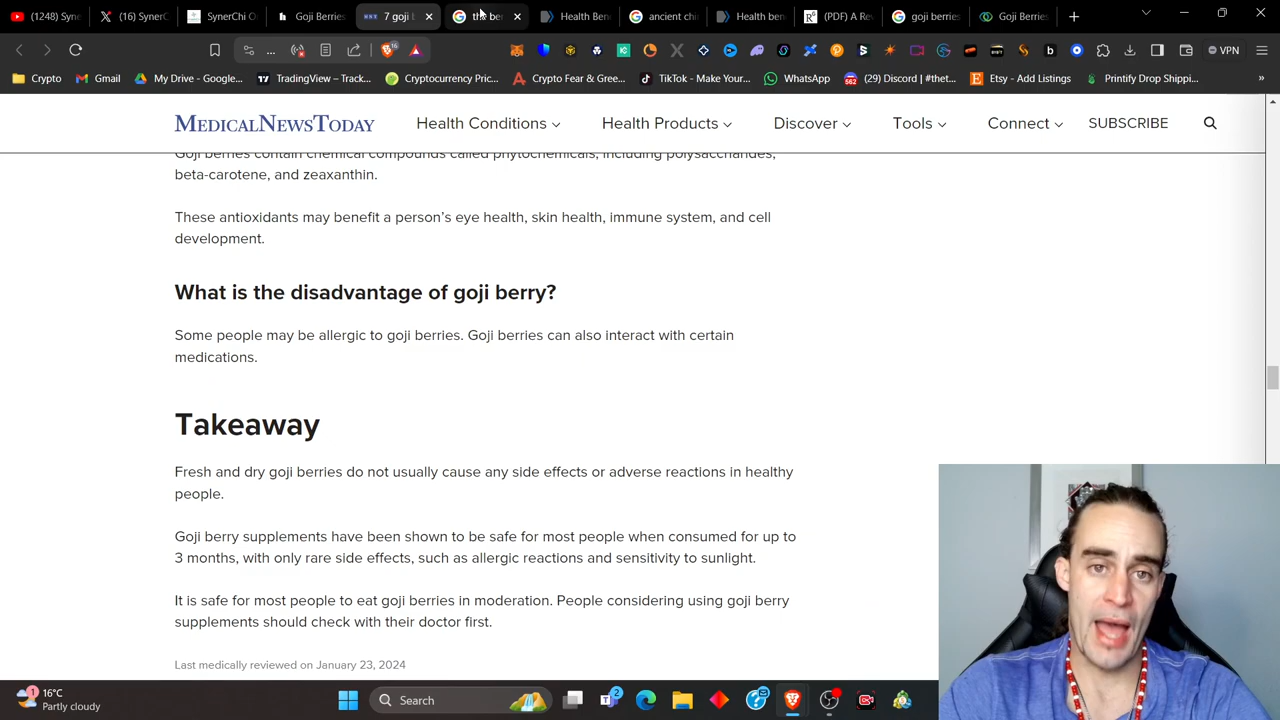 (1248) Syne
(16) SynerC
SynerChi O
Goji Berries
7 goji b
the ber
Health Ben
ancient chi
Health ben
(PDF) A Re
goji berries
Goji Berries
16
VPN
Crypto
Gmail
My Drive - Google...
TradingView – Track...
Cryptocurrency Pric...
Crypto Fear & Gree...
TikTok - Make Your...
WhatsApp
(29) Discord | #thet...
Etsy - Add Listings
Printify Drop Shippi...
MEDICALNEWSTODAY
Health Conditions
Health Products
Discover
Tools
Connect
SUBSCRIBE
Goji berries contain chemical compounds called phytochemicals, including polysaccharides,
beta-carotene, and zeaxanthin.
These antioxidants may benefit a person's eye health, skin health, immune system, and cell
development.
What is the disadvantage of goji berry?
Some people may be allergic to goji berries. Goji berries can also interact with certain
medications.
Takeaway
Fresh and dry goji berries do not usually cause any side effects or adverse reactions in healthy
people.
Goji berry supplements have been shown to be safe for most people when consumed for up to
3 months, with only rare side effects, such as allergic reactions and sensitivity to sunlight.
It is safe for most people to eat goji berries in moderation. People considering using goji berry
supplements should check with their doctor first.
Last medically reviewed on January 23, 2024
1
16°C
Partly cloudy
Search
2